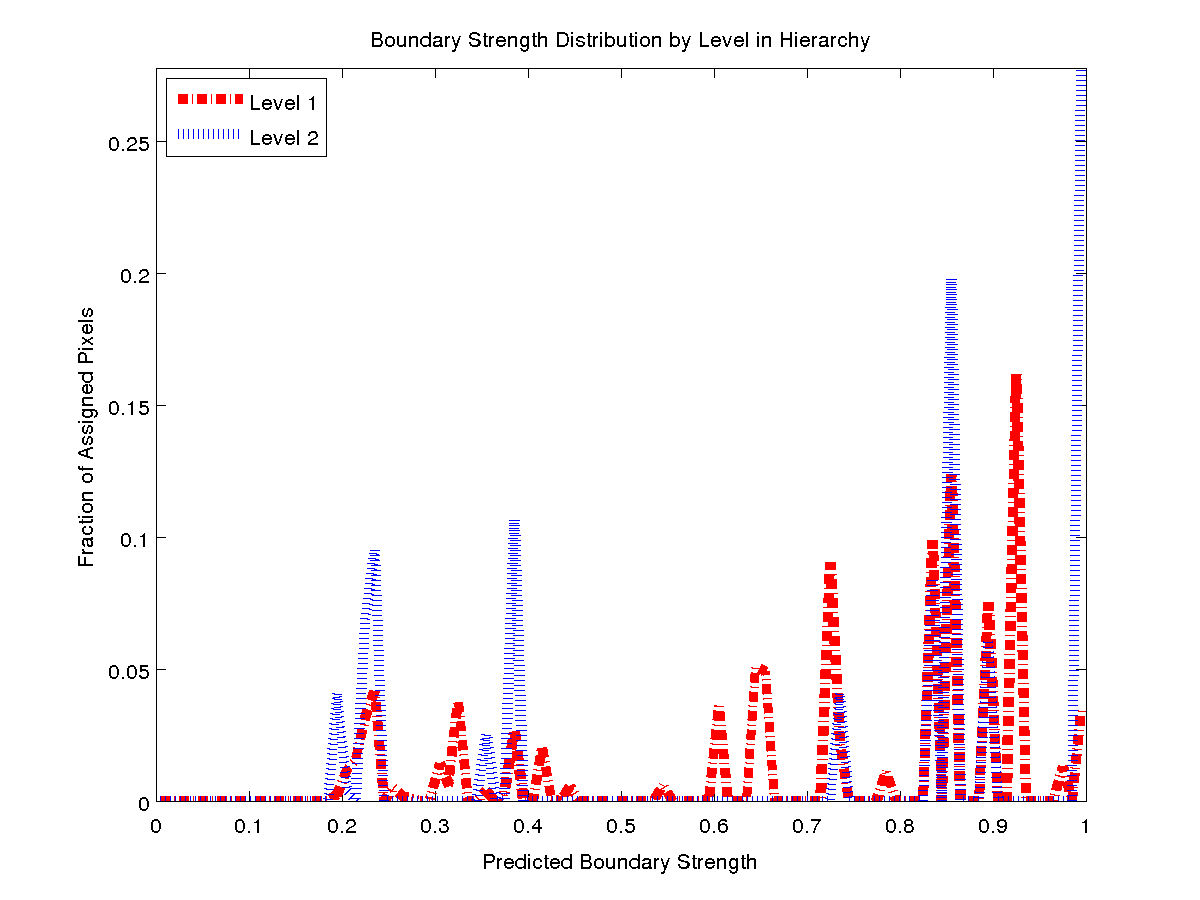 Boundary Strength Distribution by Level in Hierarchy
Level 1
Level 2
0.25
0.2
0.15
0.1
0.05
0
Fraction of Assigned Pixels
0 0.1 0.2 0.3 0.4 0.5 0.6 0.7 0.8 0.9 1
Predicted Boundary Strength